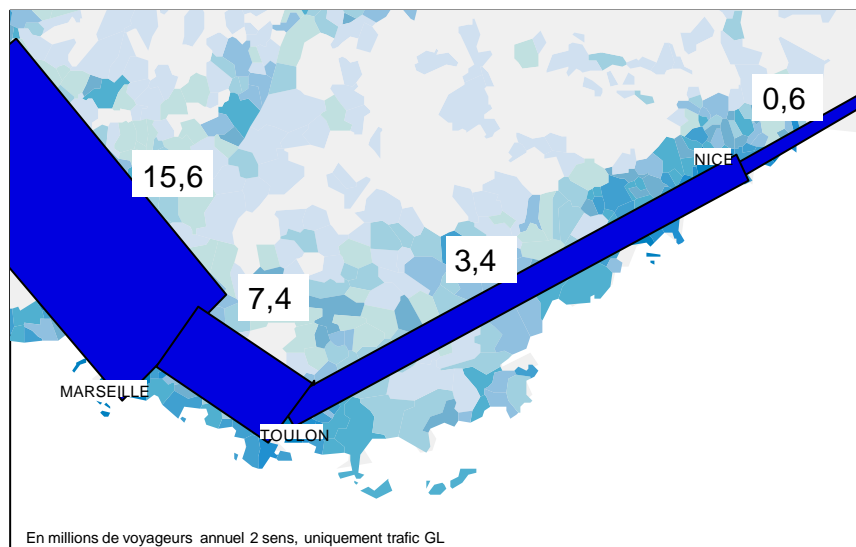 0,6
NICE
15,6
3,4
7,4
MARSEILLE
TOULON
En millions de voyageurs annuel 2 sens, uniquement trafic GL